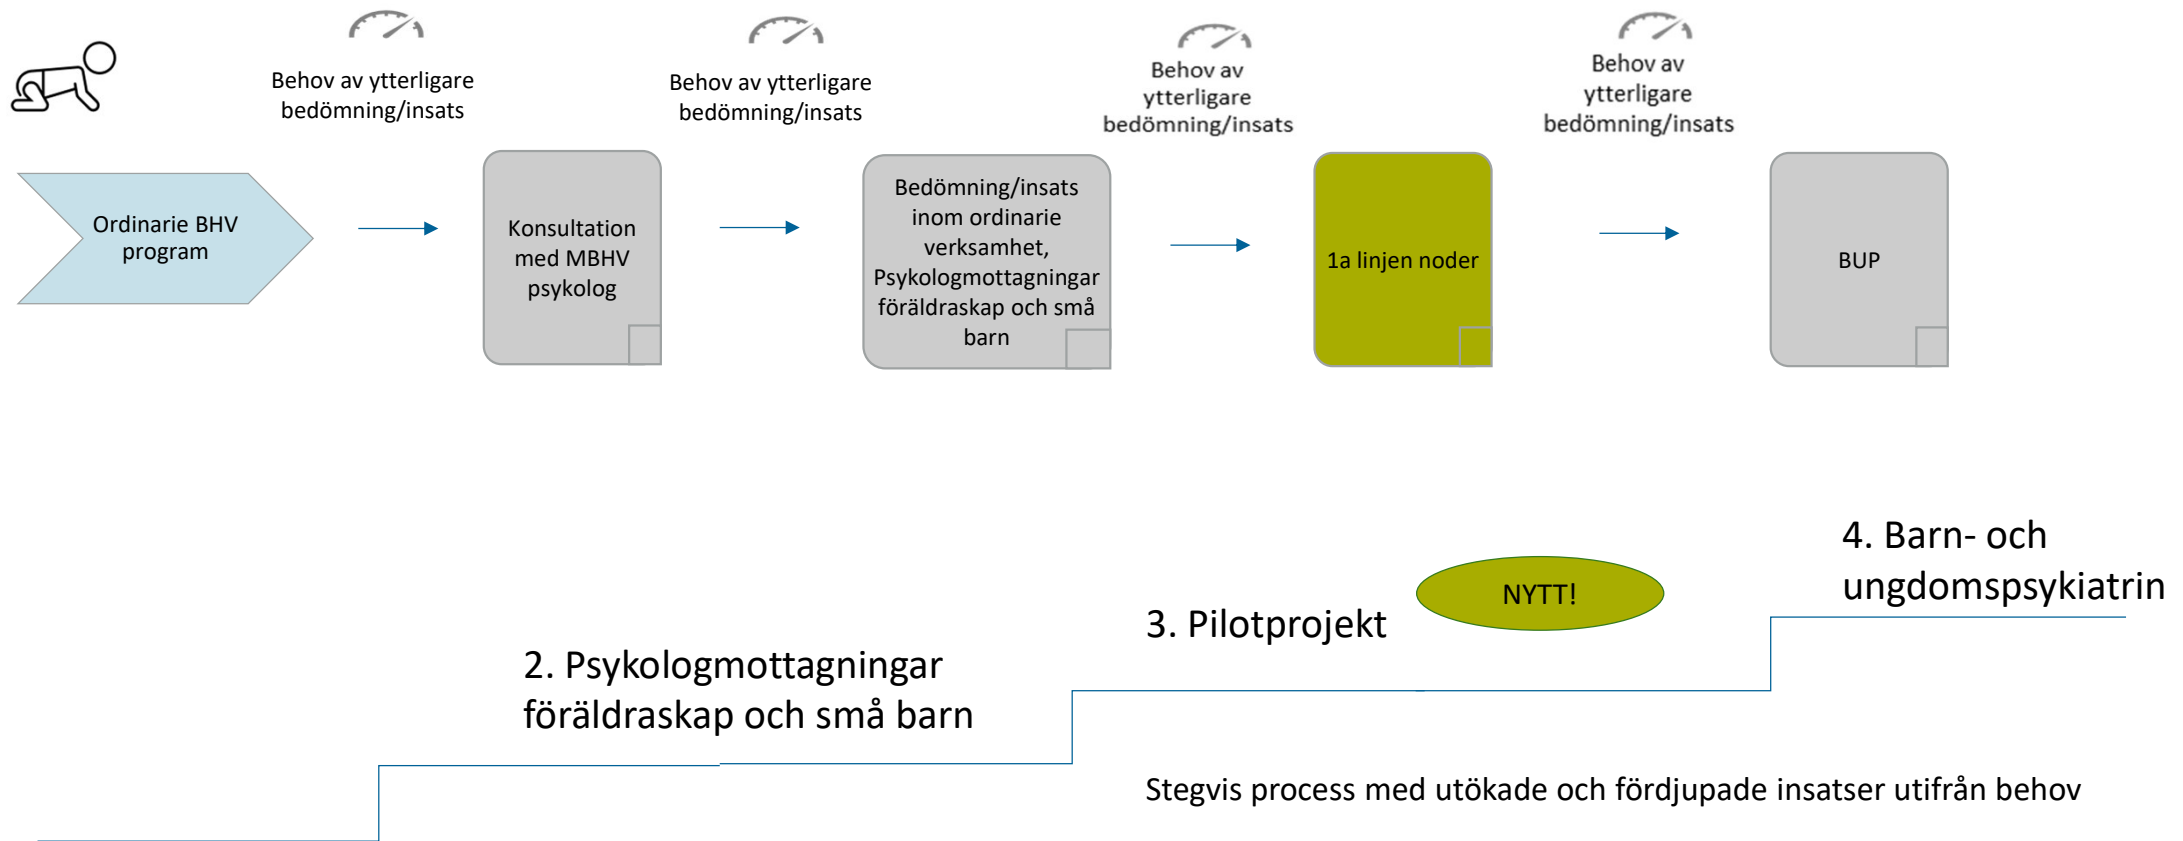 Behov av ytterligare
bedömning/insats
Behov av ytterligare
bedömning/insats
Behov av
ytterligare
bedömning/insats
Behov av
ytterligare
bedömning/insats
Ordinarie BHV
program
Konsultation
med MBHV
psykolog
Bedömning/insats
inom ordinarie
verksamhet,
Psykologmottagningar
föräldraskap och små
barn
1a linjen noder
BUP
2. Psykologmottagningar
föräldraskap och små barn
3. Pilotprojekt
NYTT!
4. Barn- och
ungdomspsykiatrin
Stegvis process med utökade och fördjupade insatser utifrån behov